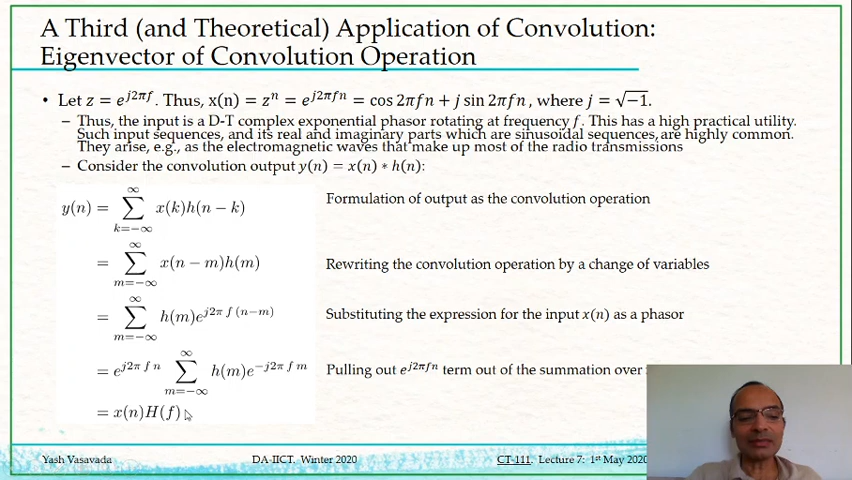 A Third (and Theoretical) Application of Convolution:
Eigenvector of Convolution Operation
• Let z = e^{j2πf}. Thus, x(n) = z^n = e^{j2πfn} = cos 2πfn + j sin 2πfn, where j = √−1.
– Thus, the input is a D-T complex exponential phasor rotating at frequency f. This has a high practical utility.
Such input sequences, and its real and imaginary parts which are sinusoidal sequences, are highly common.
They arise, e.g., as the electromagnetic waves that make up most of the radio transmissions
– Consider the convolution output y(n) = x(n) * h(n):
y(n) = ∑_{k=−∞}^{∞} x(k)h(n − k) Formulation of output as the convolution operation
= ∑_{m=−∞}^{∞} x(n − m)h(m) Rewriting the convolution operation by a change of variables
= ∑_{m=−∞}^{∞} h(m)e^{j2π f (n−m)} Substituting the expression for the input x(n) as a phasor
= e^{j2π f n} ∑_{m=−∞}^{∞} h(m)e^{−j2π f m} Pulling out e^{j2πfn} term out of the summation over
= x(n)H(f)
Yash Vasavada DA-IICT, Winter 2020 CT-111, Lecture 7: 1st May 2020